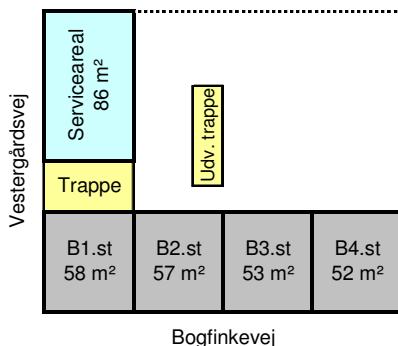 Vestergårdsvej
Serviceareal
86 m²
Udv. trappe
Trappe
B1.st
58 m²
B2.st
57 m²
B3.st
53 m²
B4.st
52 m²
Bogfinkevej